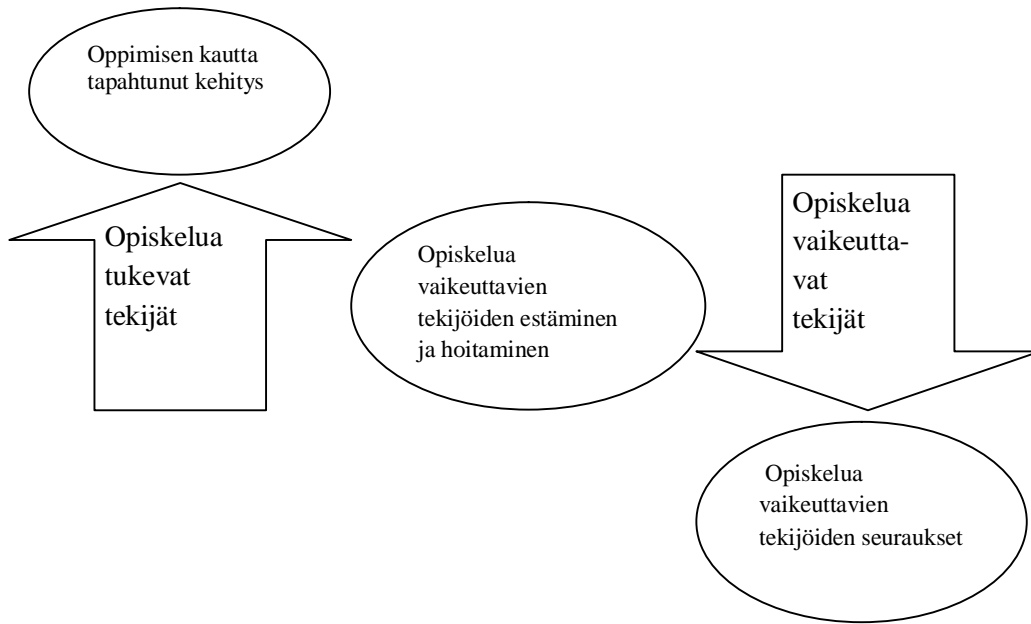 Oppimisen kautta
tapahtunut kehitys
Opiskelua
tukevat
tekijät
Opiskelua
vaikeuttavien
tekijöiden estäminen
ja hoitaminen
Opiskelua
vaikeutta-
vat
tekijät
Opiskelua
vaikeuttavien
tekijöiden seuraukset